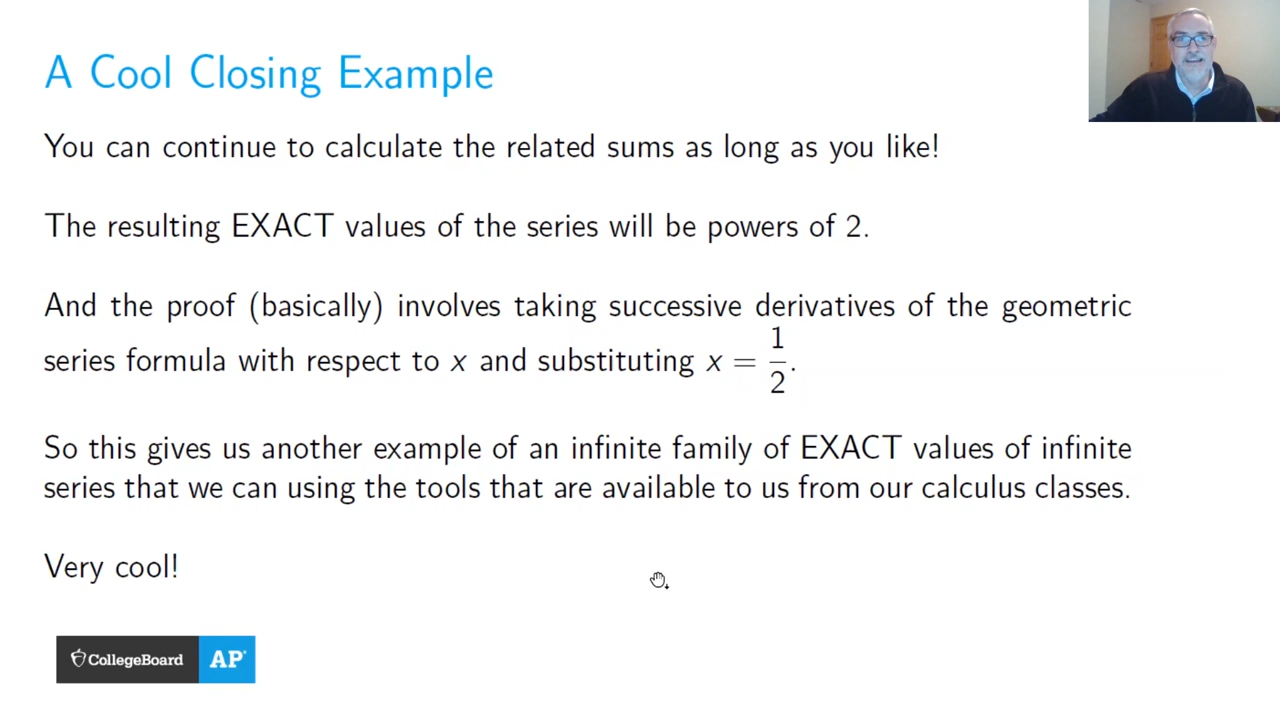 A Cool Closing Example
You can continue to calculate the related sums as long as you like!
The resulting EXACT values of the series will be powers of 2.
And the proof (basically) involves taking successive derivatives of the geometric
series formula with respect to x and substituting x = 1/2.
So this gives us another example of an infinite family of EXACT values of infinite
series that we can using the tools that are available to us from our calculus classes.
Very cool!
CollegeBoard AP®